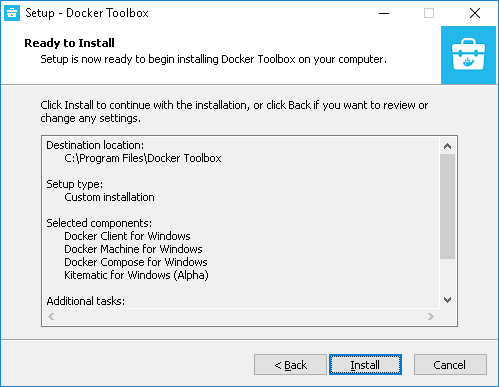 Setup - Docker Toolbox
Ready to Install
Setup is now ready to begin installing Docker Toolbox on your computer.
Click Install to continue with the installation, or click Back if you want to review or
change any settings.
Destination location:
C:\Program Files\Docker Toolbox
Setup type:
Custom installation
Selected components:
Docker Client for Windows
Docker Machine for Windows
Docker Compose for Windows
Kitematic for Windows (Alpha)
Additional tasks:
< Back
Install
Cancel